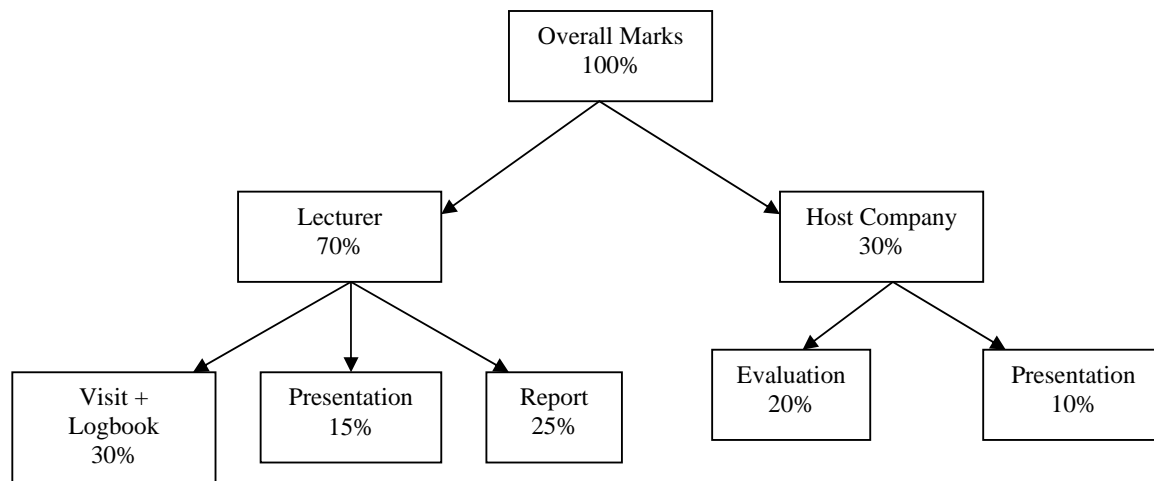 Overall Marks
100%
Lecturer
70%
Host Company
30%
Visit +
Logbook
30%
Presentation
15%
Report
25%
Evaluation
20%
Presentation
10%